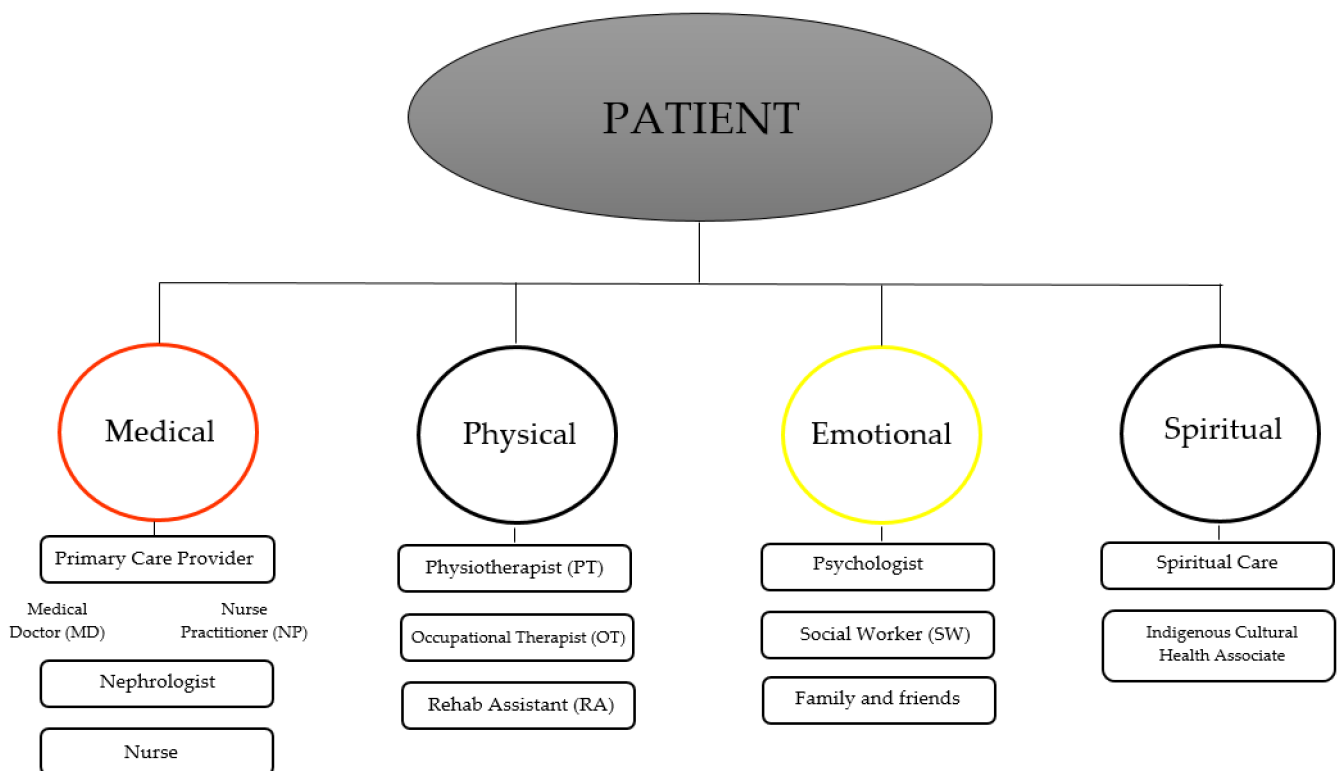 PATIENT
Medical
Primary Care Provider
Medical
Doctor (MD)
Nurse
Practitioner (NP)
Nephrologist
Nurse
Physical
Physiotherapist (PT)
Occupational Therapist (OT)
Rehab Assistant (RA)
Emotional
Psychologist
Social Worker (SW)
Family and friends
Spiritual
Spiritual Care
Indigenous Cultural
Health Associate